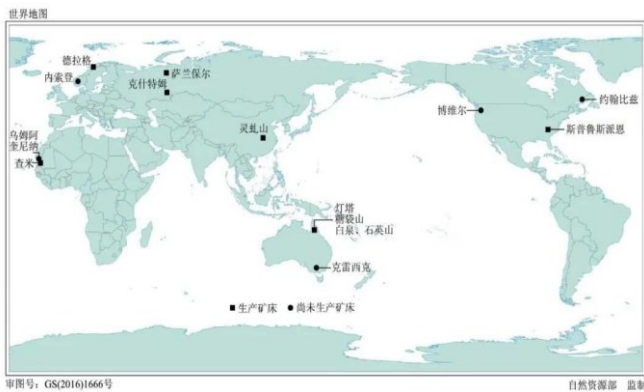 世界地图
德拉格
内索登
萨兰保尔
克什特姆
灵虬山
乌姆阿
奎尼纳
查米
博维尔
约翰比兹
斯普鲁斯派恩
灯塔
糖袋山
白泉、石英山
克雷西克
■生产矿床 ●尚未生产矿床
审图号：GS(2016)1666号
自然资源部 监制